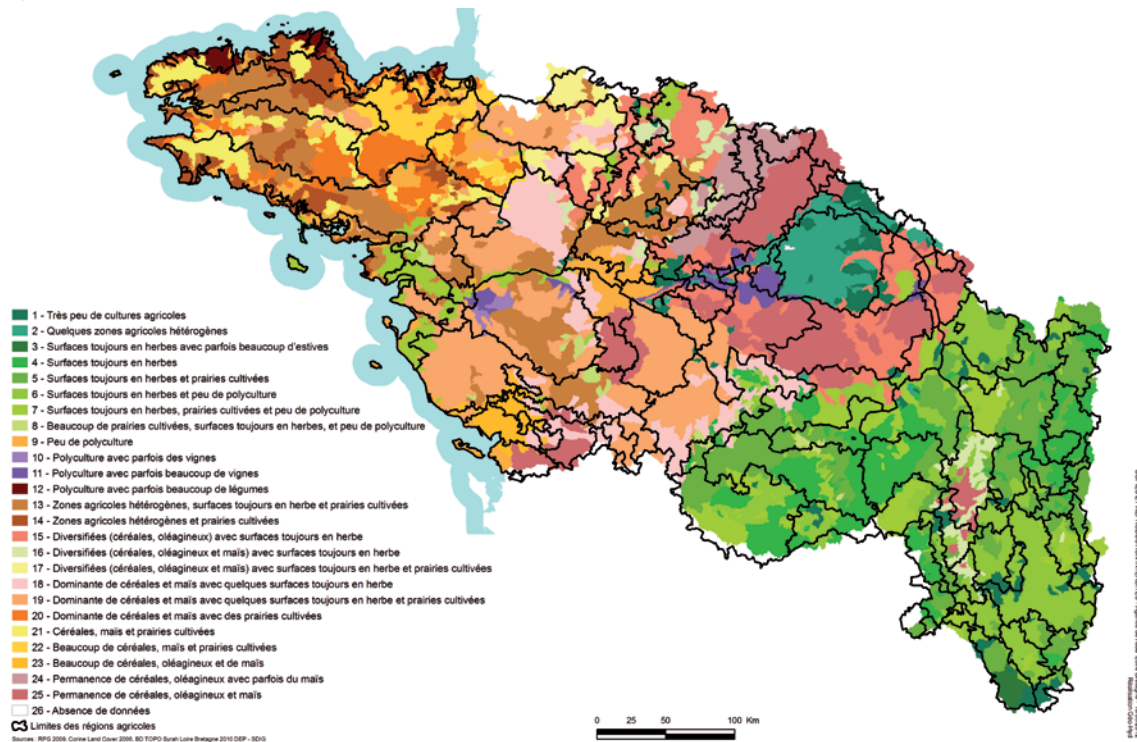 1 - Très peu de cultures agricoles
2 - Quelques zones agricoles hétérogènes
3 - Surfaces toujours en herbes avec parfois beaucoup d'estives
4 - Surfaces toujours en herbes
5 - Surfaces toujours en herbes et prairies cultivées
6 - Surfaces toujours en herbes et peu de polyculture
7 - Surfaces toujours en herbes, prairies cultivées et peu de polyculture
8 - Beaucoup de prairies cultivées, surfaces toujours en herbes, et peu de polyculture
9 - Peu de polyculture
10 - Polyculture avec parfois des vignes
11 - Polyculture avec parfois beaucoup de vignes
12 - Polyculture avec parfois beaucoup de légumes
13 - Zones agricoles hétérogènes, surfaces toujours en herbe et prairies cultivées
14 - Zones agricoles hétérogènes et prairies cultivées
15 - Diversifiées (céréales, oléagineux) avec surfaces toujours en herbe
16 - Diversifiées (céréales, oléagineux et maïs) avec surfaces toujours en herbe
17 - Diversifiées (céréales, oléagineux et maïs) avec surfaces toujours en herbe et prairies cultivées
18 - Dominante de céréales et maïs avec quelques surfaces toujours en herbe
19 - Dominante de céréales et maïs avec quelques surfaces toujours en herbe et prairies cultivées
20 - Dominante de céréales et maïs avec des prairies cultivées
21 - Céréales, maïs et prairies cultivées
22 - Beaucoup de céréales, maïs et prairies cultivées
23 - Beaucoup de céréales, oléagineux et de maïs
24 - Permanence de céréales, oléagineux avec parfois du maïs
25 - Permanence de céréales, oléagineux et maïs
26 - Absence de données
Limites des régions agricoles
Sources : RPG 2009, Corine Land Cover 2006, BD TOPO Syrah Loire Bretagne 2010 DEP - SDIG
0 50 100 Km
Réalisation Géo-Hyd